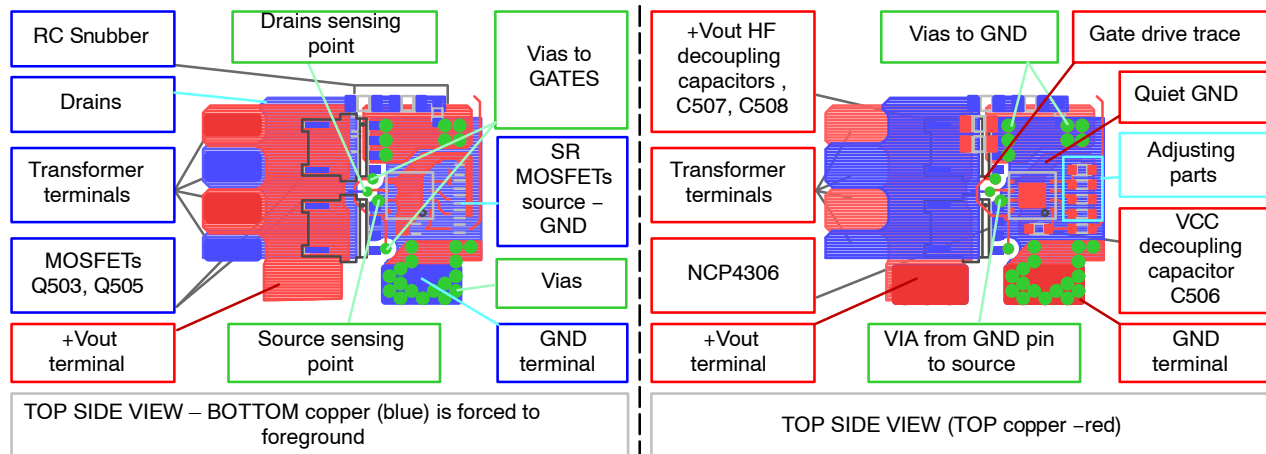 RC Snubber
Drains sensing
point
Vias to
GATES
Drains
Transformer
terminals
SR
MOSFETs
source –
GND
MOSFETs
Q503, Q505
Vias
+Vout
terminal
Source sensing
point
GND
terminal
TOP SIDE VIEW – BOTTOM copper (blue) is forced to
foreground
+Vout HF
decoupling
capacitors ,
C507, C508
Vias to GND
Gate drive trace
Quiet GND
Transformer
terminals
Adjusting
parts
NCP4306
VCC
decoupling
capacitor
C506
+Vout
terminal
VIA from GND pin
to source
GND
terminal
TOP SIDE VIEW (TOP copper –red)